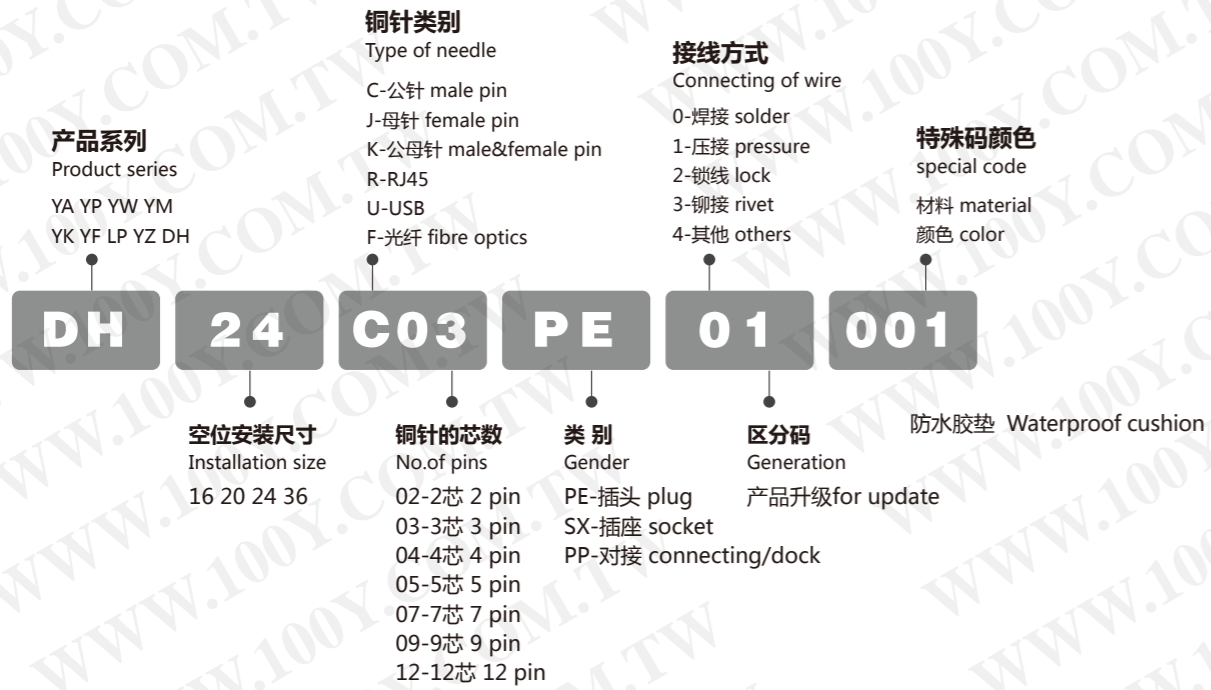 铜针类别
Type of needle
C-公针 male pin
J-母针 female pin
K-公母针 male&female pin
R-RJ45
U-USB
F-光纤 fibre optics
接线方式
Connecting of wire
0-焊接 solder
1-压接 pressure
2-锁线 lock
3-铆接 rivet
4-其他 others
产品系列
Product series
YA YP YW YM
YK YF LP YZ DH
特殊码颜色
special code
材料 material
颜色 color
DH 24 C03 PE 01 001
空位安装尺寸
Installation size
16 20 24 36
铜针的芯数
No.of pins
02-2芯 2 pin
03-3芯 3 pin
04-4芯 4 pin
05-5芯 5 pin
07-7芯 7 pin
09-9芯 9 pin
12-12芯 12 pin
类 别
Gender
PE-插头 plug
SX-插座 socket
PP-对接 connecting/dock
区分码
Generation
产品升级for update
防水胶垫 Waterproof cushion
WWW.100Y.COM.TW